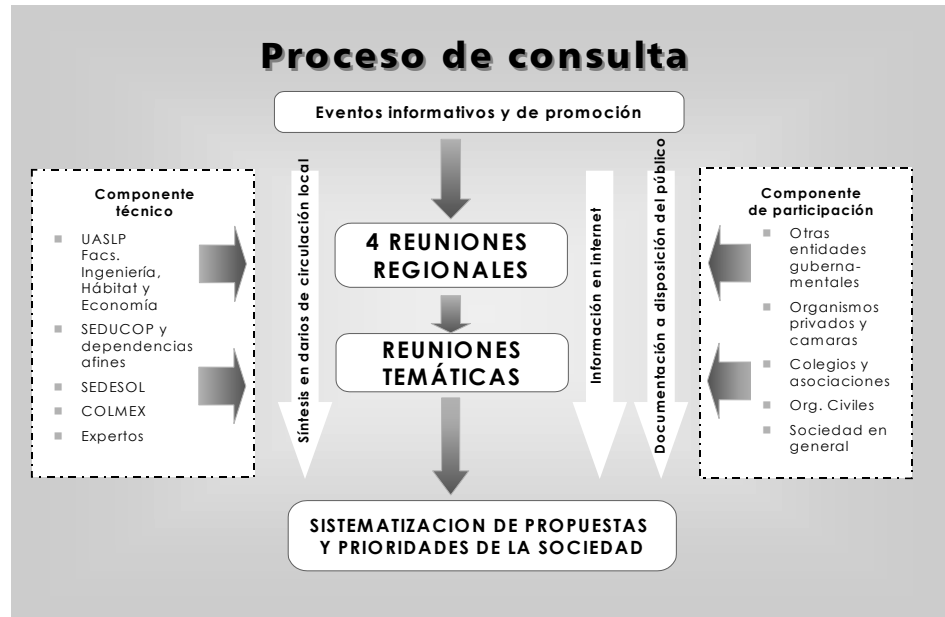 Proceso de consulta
Eventos informativos y de promoción
Componente
técnico
UASLP
Facs.
Ingeniería,
Hábitat y
Economía
SEDUCOP y
dependencias
afines
SEDESOL
COLMEX
Expertos
Síntesis en darios de circulación local
4 REUNIONES
REGIONALES
REUNIONES
TEMÁTICAS
Información en internet
Documentación a disposición del público
Componente
de participación
Otras
entidades
guberna-
mentales
Organismos
privados y
camaras
Colegios y
asociaciones
Org. Civiles
Sociedad en
general
SISTEMATIZACION DE PROPUESTAS
Y PRIORIDADES DE LA SOCIEDAD